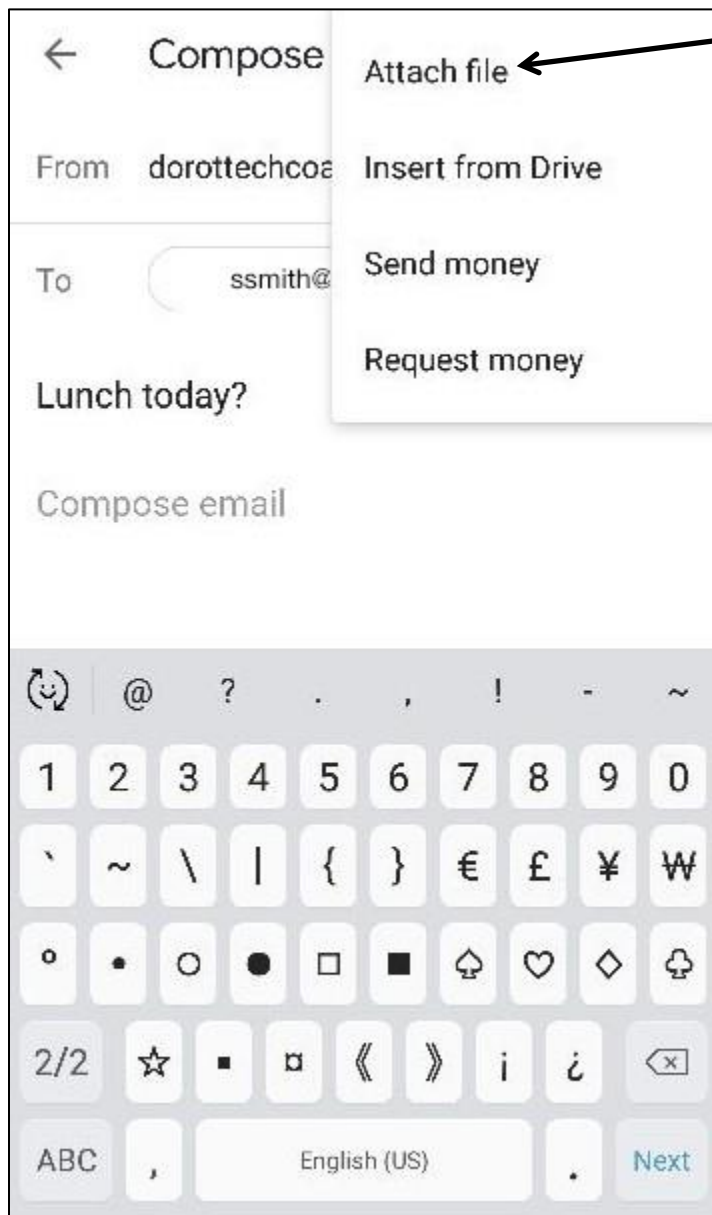 Compose
Attach file
From dorottechcoa
Insert from Drive
To ssmith@
Send money
Request money
Lunch today?
Compose email
@ ? . , ! - ~
1 2 3 4 5 6 7 8 9 0
` ~ \ | { } € £ ¥ ₩
° • ○ ● □ ■ ♤ ♡ ◇ ♧
2/2 ☆ ▪ ¤ 《 》 ¡ ¿
ABC , English (US) . Next